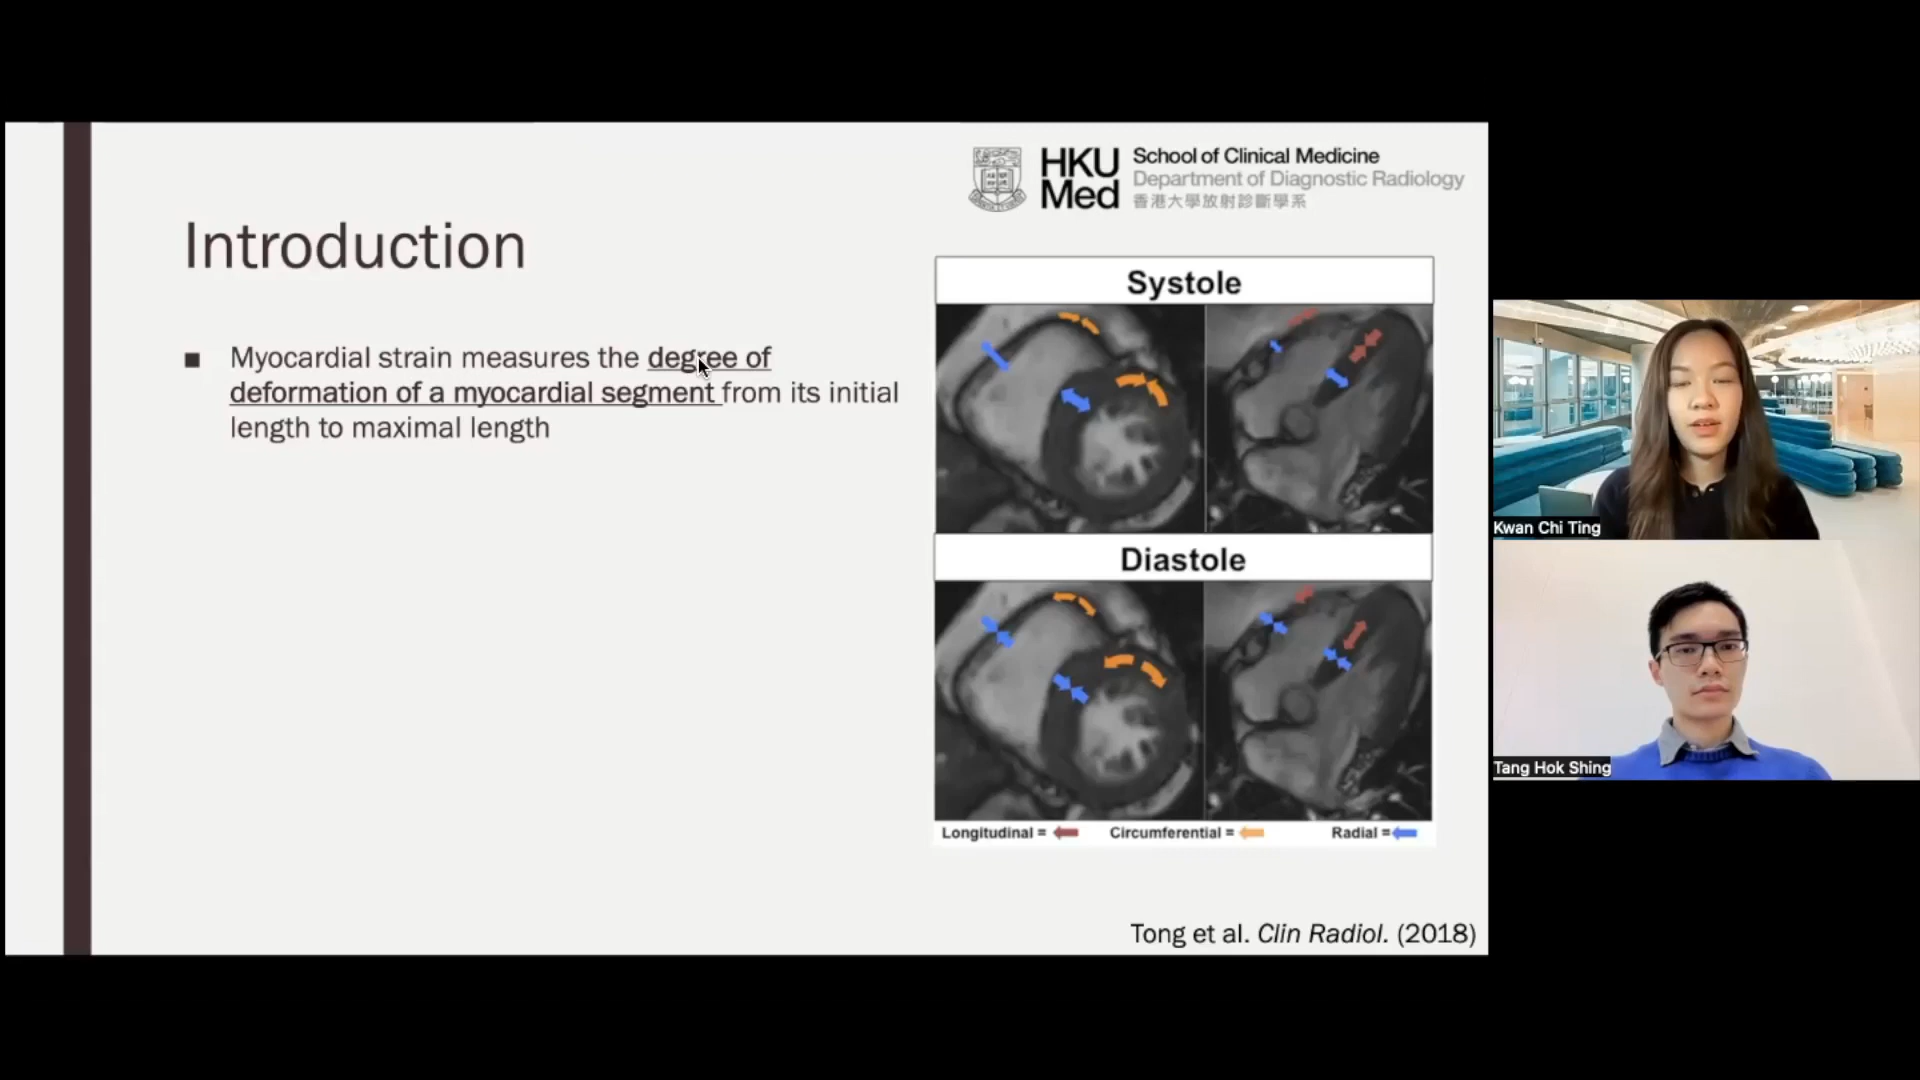 HKU
Med
School of Clinical Medicine
Department of Diagnostic Radiology
香港大學放射診斷學系
Introduction
■ Myocardial strain measures the degree of
deformation of a myocardial segment from its initial
length to maximal length
Systole
Diastole
Longitudinal = Circumferential = Radial =
Tong et al. Clin Radiol. (2018)
Kwan Chi Ting
Tang Hok Shing